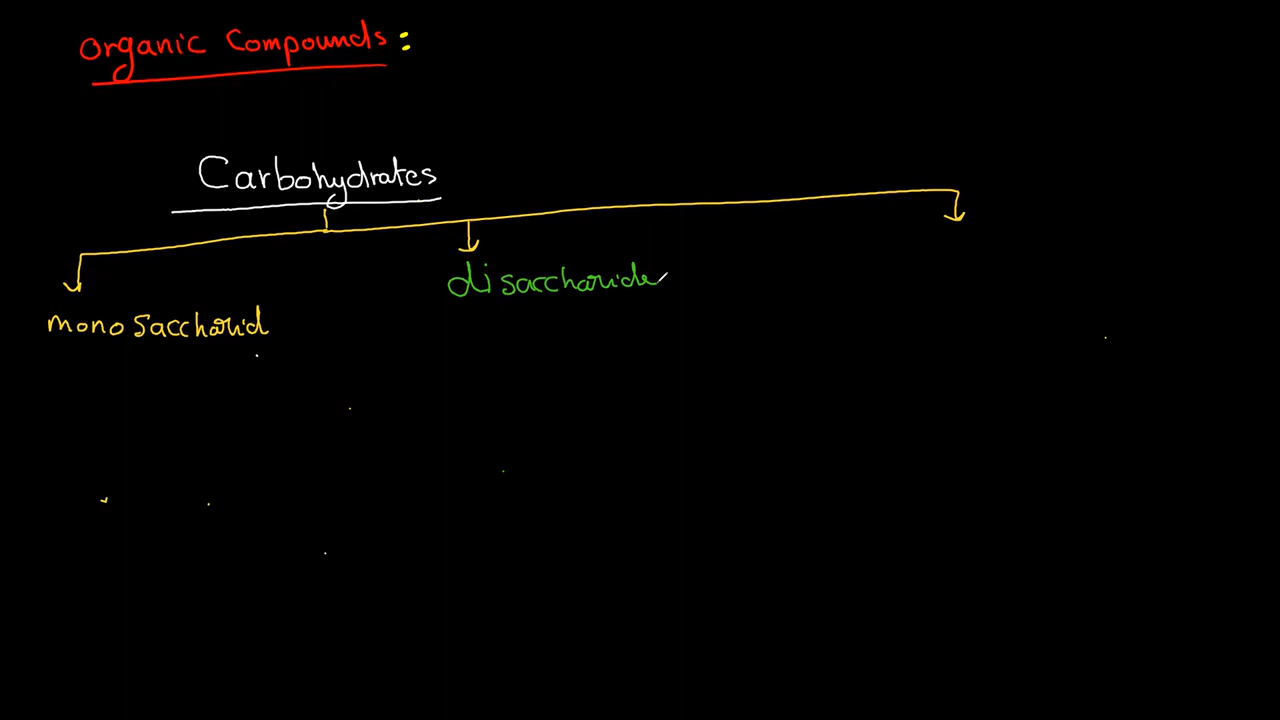 Organic Compounds:
Carbohydrates
disaccharide
mono saccharid